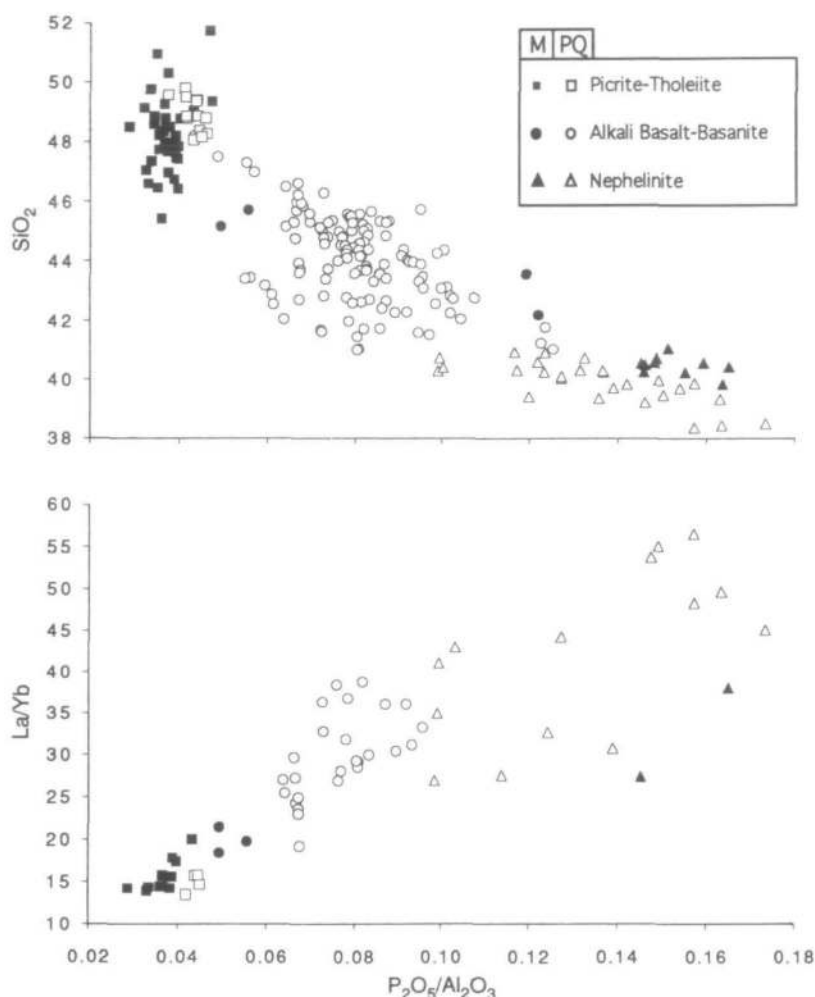 52
50
48
46
44
42
40
38
SiO₂
M PQ
Picrite-Tholeiite
Alkali Basalt-Basanite
Nephelinite
60
55
50
45
40
35
30
25
20
15
10
La/Yb
0.02 0.04 0.06 0.08 0.10 0.12 0.14 0.16 0.18
P₂O₅/Al₂O₃